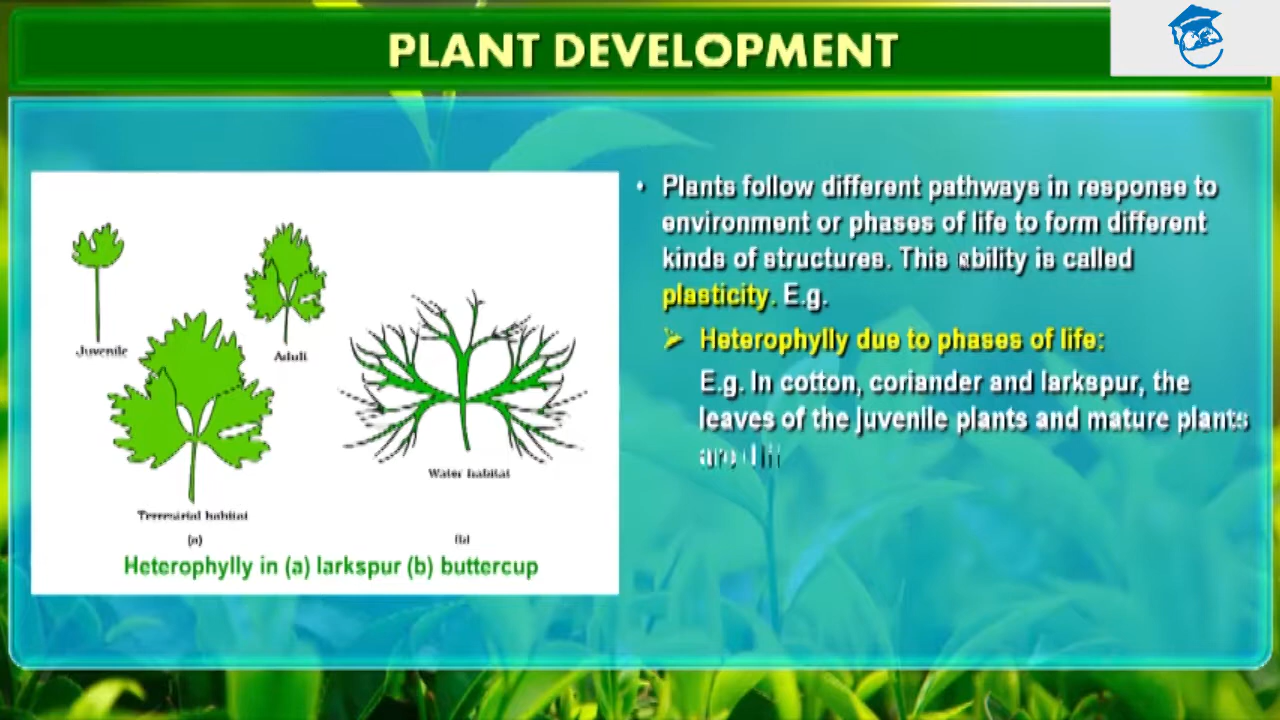 PLANT DEVELOPMENT
Juvenile
Adult
Terrestrial habitat
(a)
Water habitat
(b)
Heterophylly in (a) larkspur (b) buttercup
• Plants follow different pathways in response to
environment or phases of life to form different
kinds of structures. This ability is called
plasticity. E.g.
➢ Heterophylly due to phases of life:
E.g. In cotton, coriander and larkspur, the
leaves of the juvenile plants and mature plants
are